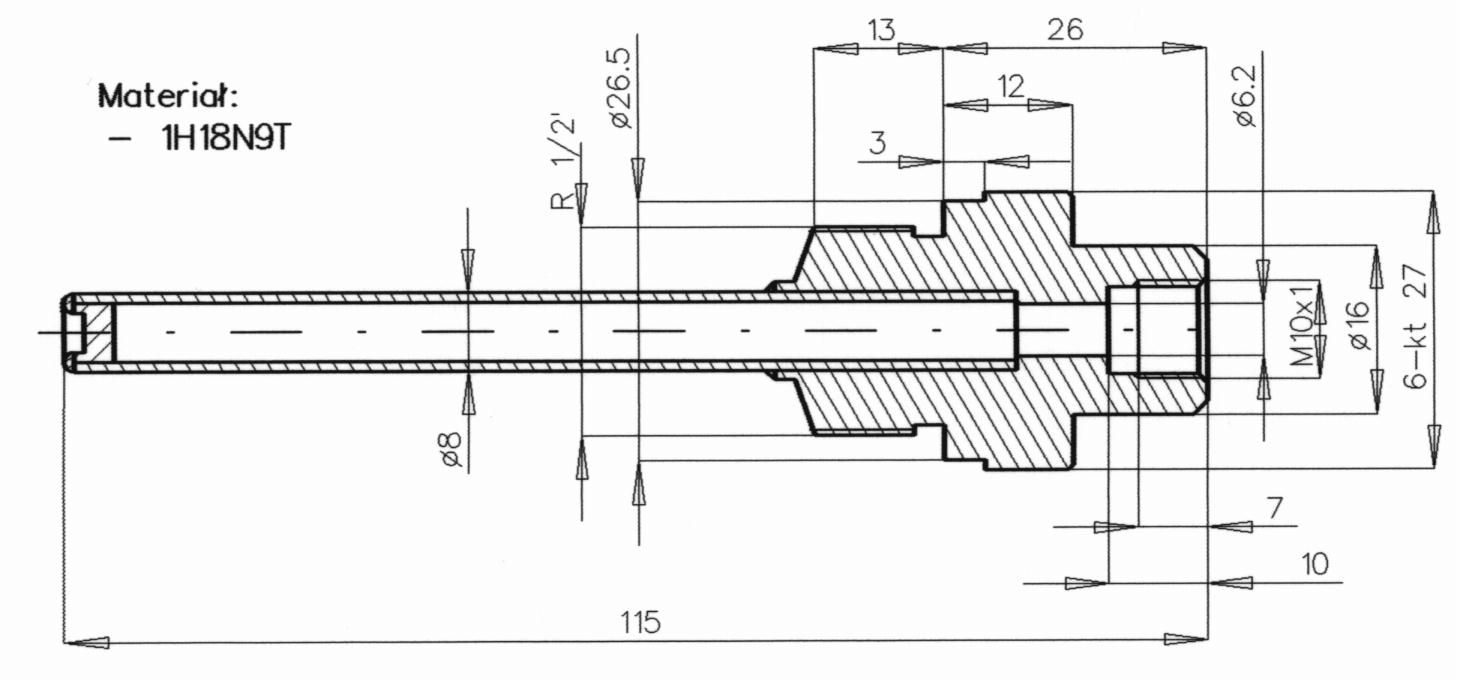 Materiał:
– 1H18N9T
13
26
12
3
ø26.5
R 1/2'
ø6.2
ø8
M10x1
ø16
6–kt 27
7
10
115